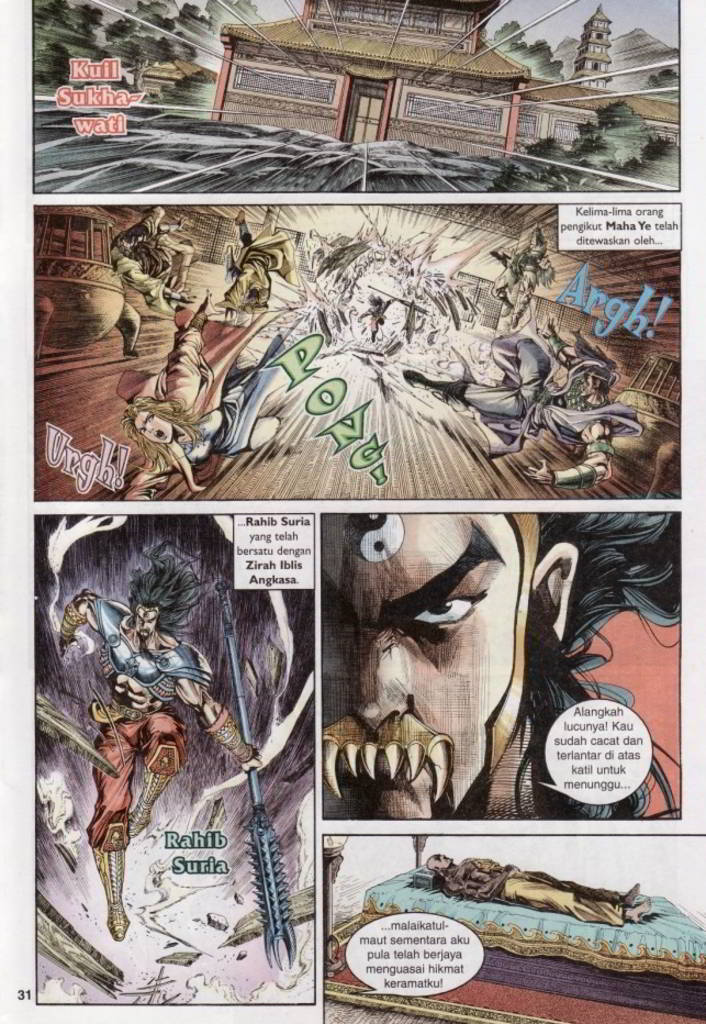 Kuil
Sukha-
wati
Kelima-lima orang
pengikut Maha Ye telah
ditewaskan oleh...
Argh!
PONG!
Urgh!
...Rahib Suria
yang telah
bersatu dengan
Zirah Iblis
Angkasa.
Alangkah
lucunya! Kau
sudah cacat dan
terlantar di atas
katil untuk
menunggu...
Rahib
Suria
...malaikatul-
maut sementara aku
pula telah berjaya
menguasai hikmat
keramatku!
31